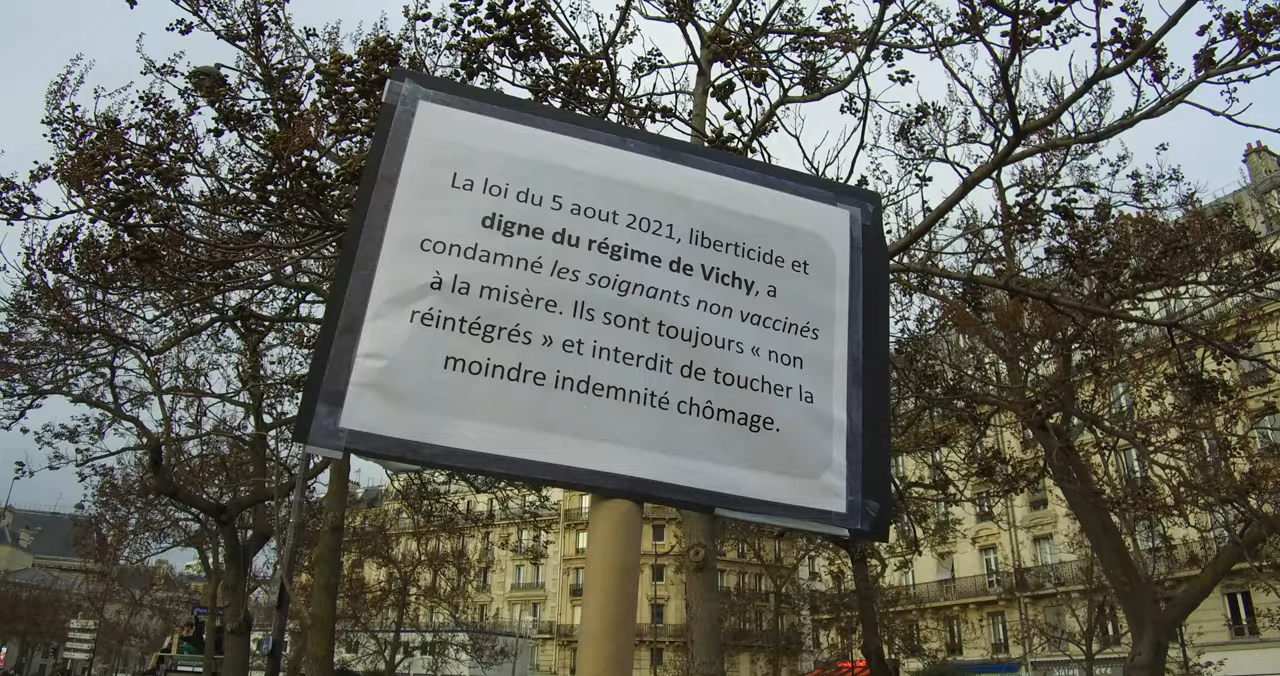 La loi du 5 aout 2021, liberticide et
digne du régime de Vichy, a
condamné les soignants non vaccinés
à la misère. Ils sont toujours « non
réintégrés » et interdit de toucher la
moindre indemnité chômage.